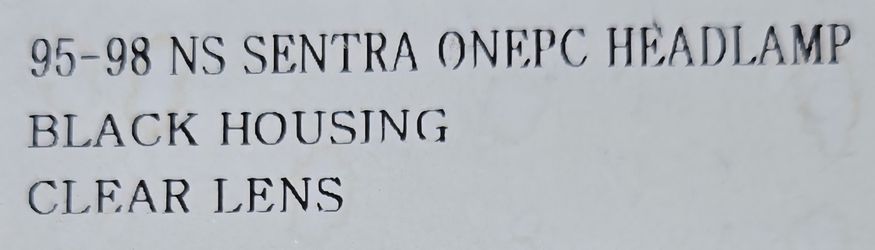 95-98 NS SENTRA ONEPC HEADLAMP
BLACK HOUSING
CLEAR LENS